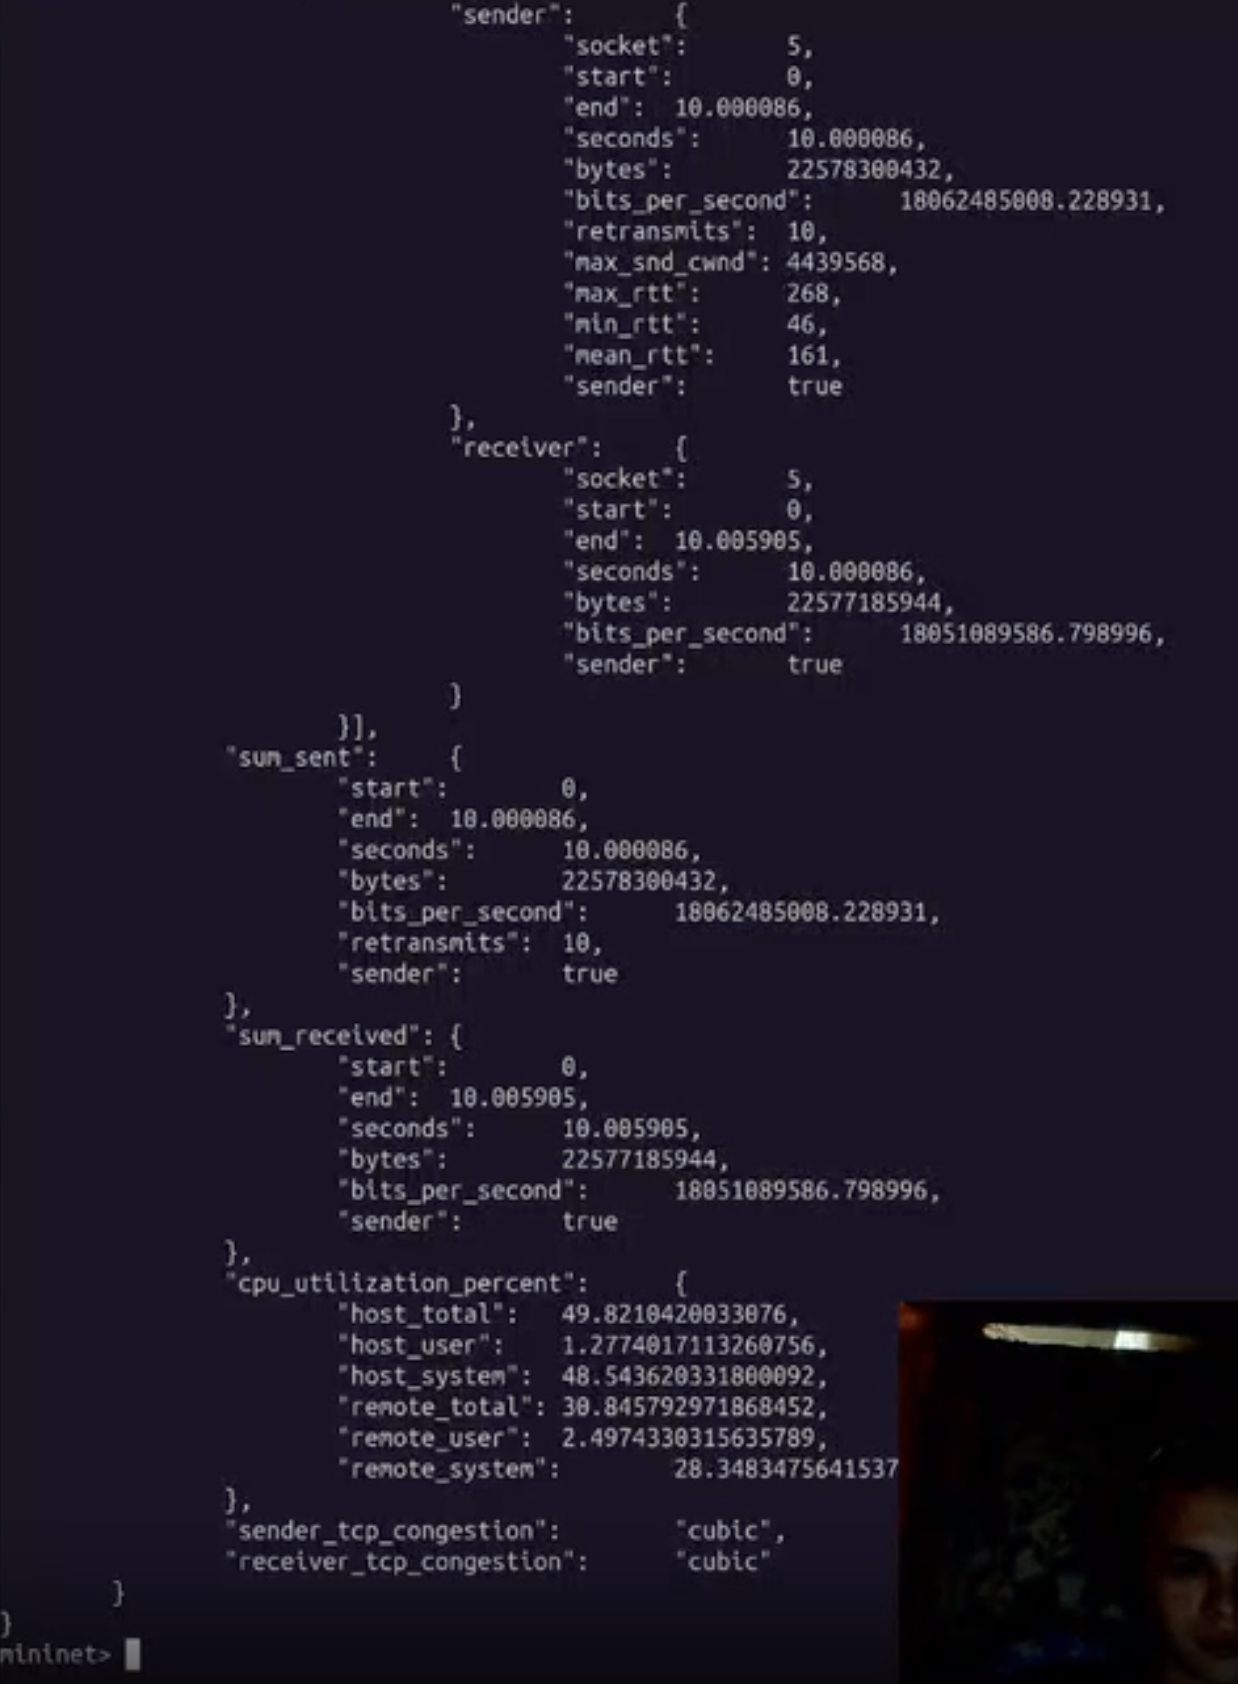 "sender": {
"socket": 5,
"start": 0,
"end": 10.000086,
"seconds": 10.000086,
"bytes": 22578300432,
"bits_per_second": 18062485008.228931,
"retransmits": 10,
"max_snd_cwnd": 4439568,
"max_rtt": 268,
"min_rtt": 46,
"mean_rtt": 161,
"sender": true
},
"receiver": {
"socket": 5,
"start": 0,
"end": 10.005905,
"seconds": 10.000086,
"bytes": 22577185944,
"bits_per_second": 18051089586.798996,
"sender": true
}
}],
"sum_sent": {
"start": 0,
"end": 10.000086,
"seconds": 10.000086,
"bytes": 22578300432,
"bits_per_second": 18062485008.228931,
"retransmits": 10,
"sender": true
},
"sum_received": {
"start": 0,
"end": 10.005905,
"seconds": 10.005905,
"bytes": 22577185944,
"bits_per_second": 18051089586.798996,
"sender": true
},
"cpu_utilization_percent": {
"host_total": 49.8210420033076,
"host_user": 1.2774017113260756,
"host_system": 48.543620331800092,
"remote_total": 30.845792971868452,
"remote_user": 2.4974330315635789,
"remote_system": 28.3483475641537
},
"sender_tcp_congestion": "cubic",
"receiver_tcp_congestion": "cubic"
}
}
mininet>